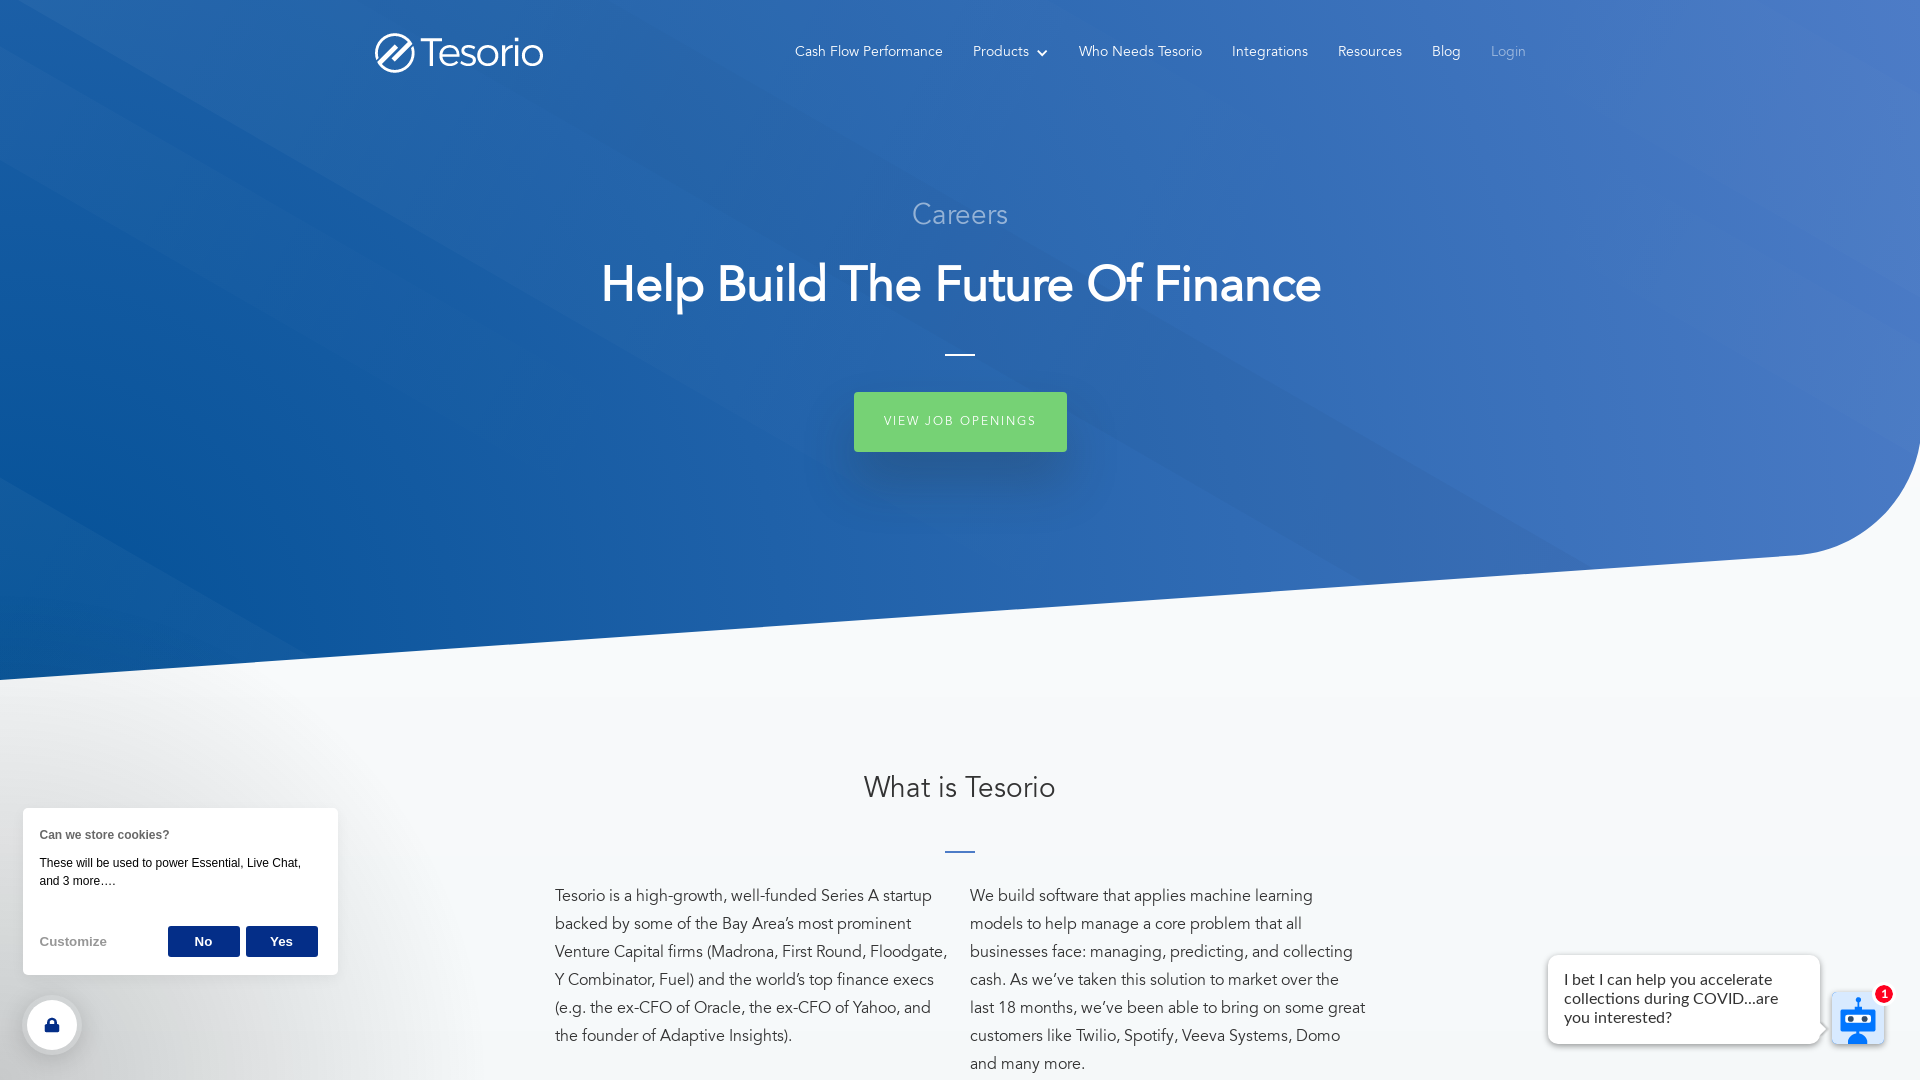 Tesorio
Cash Flow Performance
Products
Who Needs Tesorio
Integrations
Resources
Blog
Login
Careers
Help Build The Future Of Finance
VIEW JOB OPENINGS
What is Tesorio
Tesorio is a high-growth, well-funded Series A startup
backed by some of the Bay Area’s most prominent
Venture Capital firms (Madrona, First Round, Floodgate,
Y Combinator, Fuel) and the world’s top finance execs
(e.g. the ex-CFO of Oracle, the ex-CFO of Yahoo, and
the founder of Adaptive Insights).
We build software that applies machine learning
models to help manage a core problem that all
businesses face: managing, predicting, and collecting
cash. As we’ve taken this solution to market over the
last 18 months, we’ve been able to bring on some great
customers like Twilio, Spotify, Veeva Systems, Domo
and many more.
Can we store cookies?
These will be used to power Essential, Live Chat,
and 3 more….
Customize
No
Yes
I bet I can help you accelerate
collections during COVID...are
you interested?
1